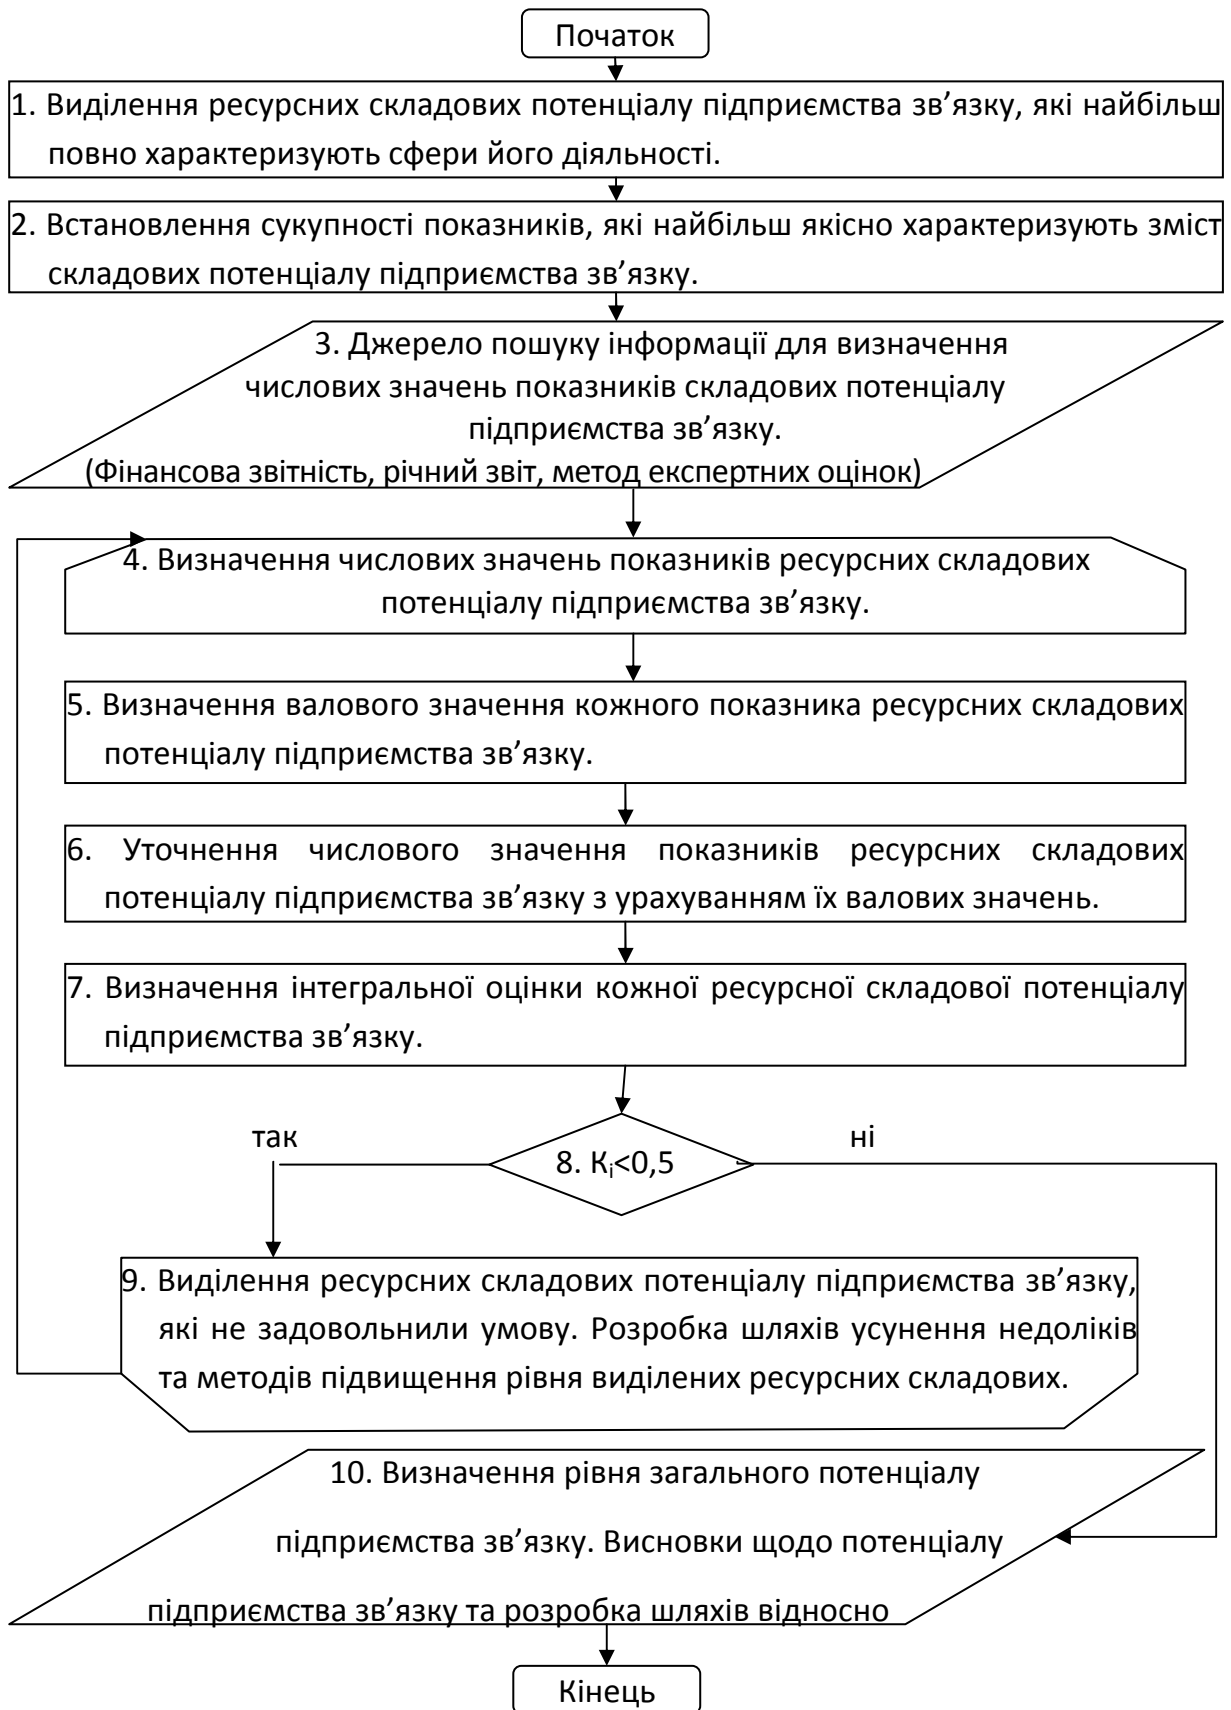 Початок
1. Виділення ресурсних складових потенціалу підприємства зв’язку, які найбільш
повно характеризують сфери його діяльності.
2. Встановлення сукупності показників, які найбільш якісно характеризують зміст
складових потенціалу підприємства зв’язку.
3. Джерело пошуку інформації для визначення
числових значень показників складових потенціалу
підприємства зв’язку.
(Фінансова звітність, річний звіт, метод експертних оцінок)
4. Визначення числових значень показників ресурсних складових
потенціалу підприємства зв’язку.
5. Визначення валового значення кожного показника ресурсних складових
потенціалу підприємства зв’язку.
6. Уточнення числового значення показників ресурсних складових
потенціалу підприємства зв’язку з урахуванням їх валових значень.
7. Визначення інтегральної оцінки кожної ресурсної складової потенціалу
підприємства зв’язку.
так
ні
8. Kᵢ<0,5
9. Виділення ресурсних складових потенціалу підприємства зв’язку,
які не задовольнили умову. Розробка шляхів усунення недоліків
та методів підвищення рівня виділених ресурсних складових.
10. Визначення рівня загального потенціалу
підприємства зв’язку. Висновки щодо потенціалу
підприємства зв’язку та розробка шляхів відносно
Кінець